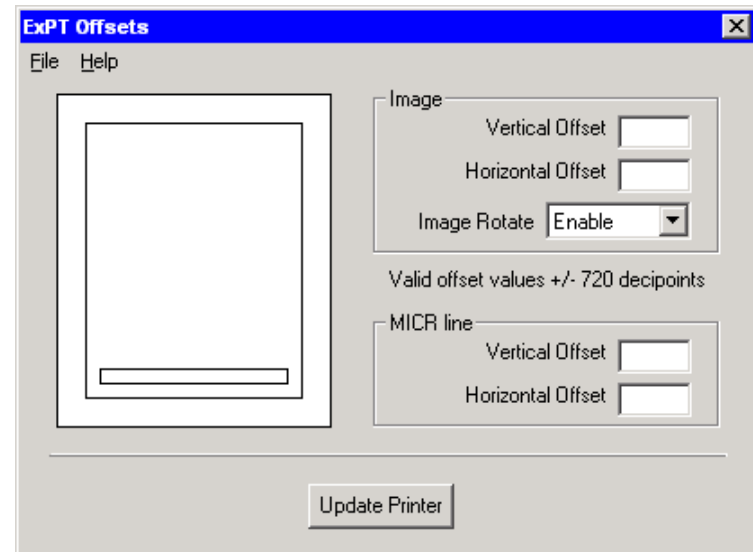 ExPT Offsets
File Help
Image
Vertical Offset
Horizontal Offset
Image Rotate Enable
Valid offset values +/- 720 decipoints
MICR line
Vertical Offset
Horizontal Offset
Update Printer